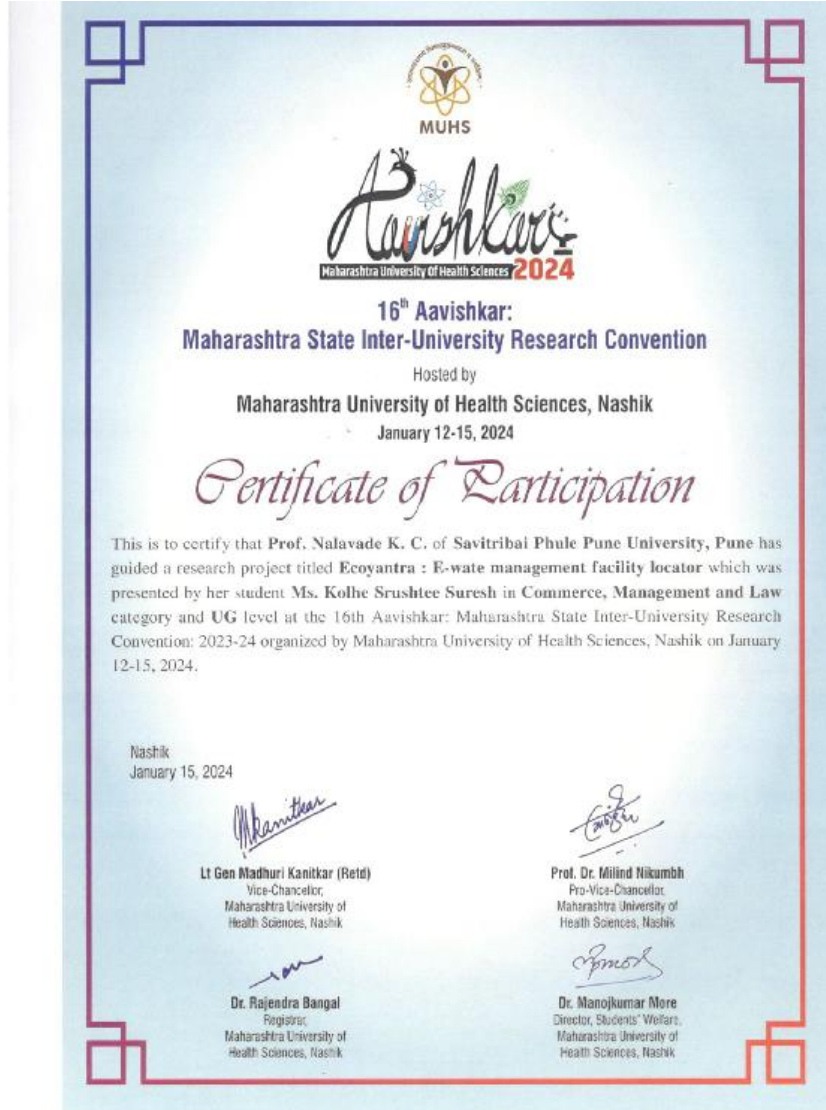 MUHS
Aavishkar
Maharashtra University Of Health Sciences 2024
16th Aavishkar:
Maharashtra State Inter-University Research Convention
Hosted by
Maharashtra University of Health Sciences, Nashik
January 12-15, 2024
Certificate of Participation
This is to certify that Prof. Nalavade K. C. of Savitribai Phule Pune University, Pune has
guided a research project titled Ecoyantra : E-wate management facility locator which was
presented by her student Ms. Kolhe Srushtee Suresh in Commerce, Management and Law
category and UG level at the 16th Aavishkar: Maharashtra State Inter-University Research
Convention: 2023-24 organized by Maharashtra University of Health Sciences, Nashik on January
12-15, 2024.
Nashik
January 15, 2024
Mkanitkar
Lt Gen Madhuri Kanitkar (Retd)
Vice-Chancellor,
Maharashtra University of
Health Sciences, Nashik
Prof. Dr. Milind Nikumbh
Pro-Vice-Chancellor,
Maharashtra University of
Health Sciences, Nashik
Dr. Rajendra Bangal
Registrar,
Maharashtra University of
Health Sciences, Nashik
Dr. Manojkumar More
Director, Students' Welfare,
Maharashtra University of
Health Sciences, Nashik